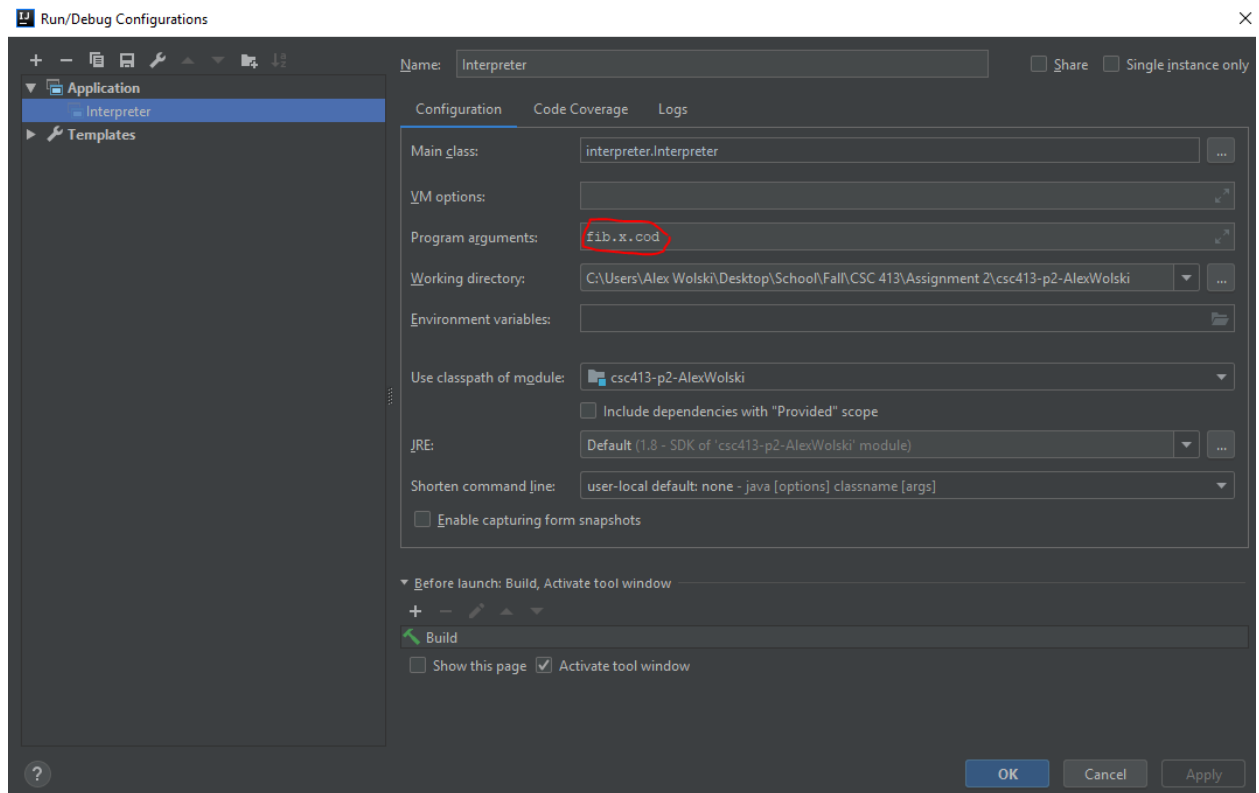 Run/Debug Configurations
Name: Interpreter Share Single instance only
Application
Interpreter
Templates
Configuration Code Coverage Logs
Main class: interpreter.Interpreter ...
VM options:
Program arguments: fib.x.cod
Working directory: C:\Users\Alex Wolski\Desktop\School\Fall\CSC 413\Assignment 2\csc413-p2-AlexWolski ...
Environment variables:
Use classpath of module: csc413-p2-AlexWolski
Include dependencies with "Provided" scope
JRE: Default (1.8 - SDK of 'csc413-p2-AlexWolski' module) ...
Shorten command line: user-local default: none - java [options] classname [args]
Enable capturing form snapshots
Before launch: Build, Activate tool window
Build
Show this page Activate tool window
? OK Cancel Apply